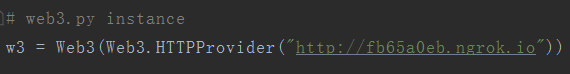 # web3.py instance
w3 = Web3(Web3.HTTPProvider("http://fb65a0eb.ngrok.io"))